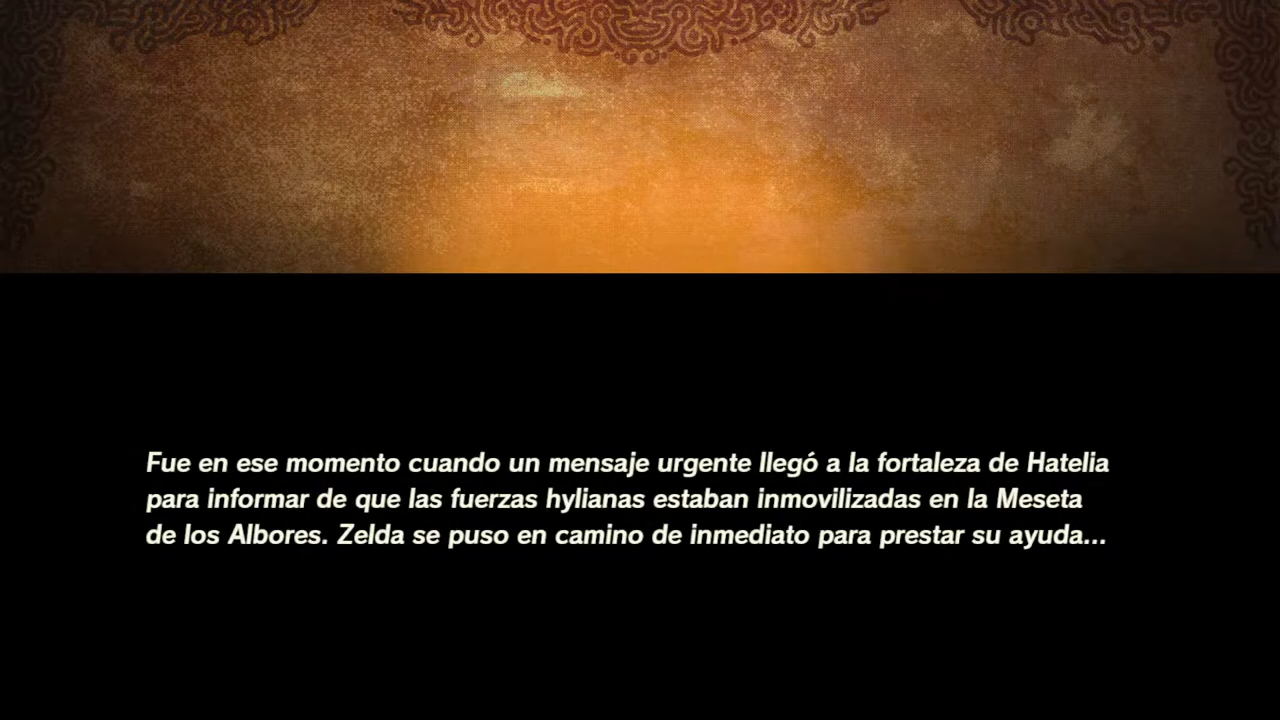 Fue en ese momento cuando un mensaje urgente llegó a la fortaleza de Hatelia
para informar de que las fuerzas hylianas estaban inmovilizadas en la Meseta
de los Albores. Zelda se puso en camino de inmediato para prestar su ayuda...